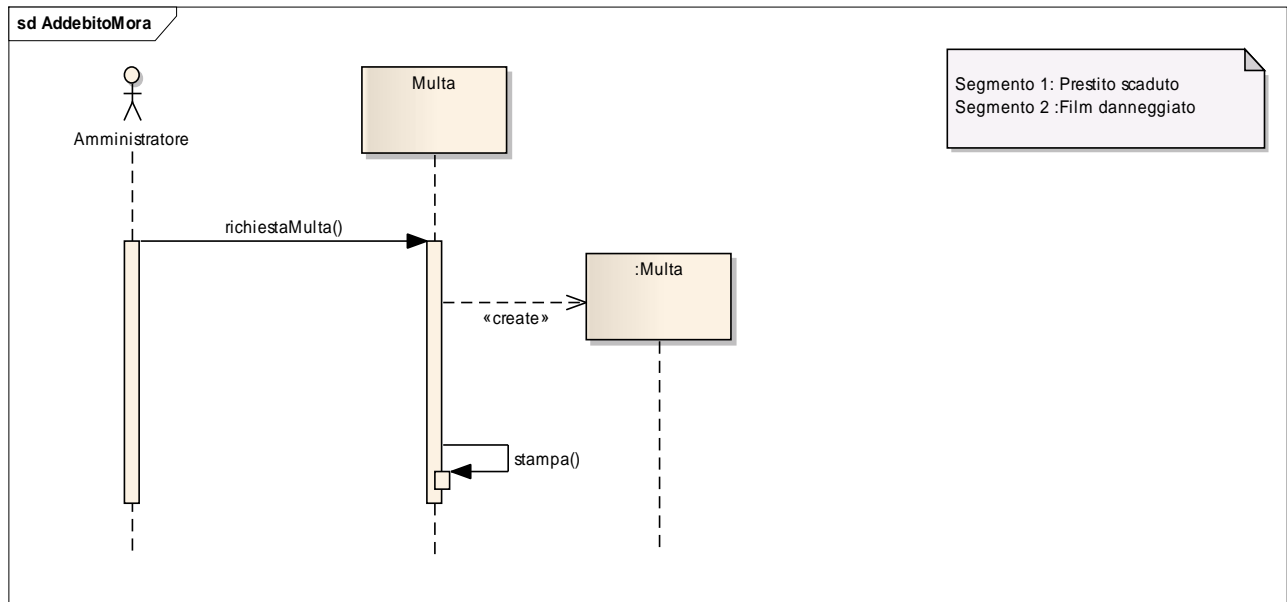 sd AddebitoMora
Segmento 1: Prestito scaduto
Segmento 2 :Film danneggiato
Multa
Amministratore
richiestaMulta()
:Multa
«create»
stampa()